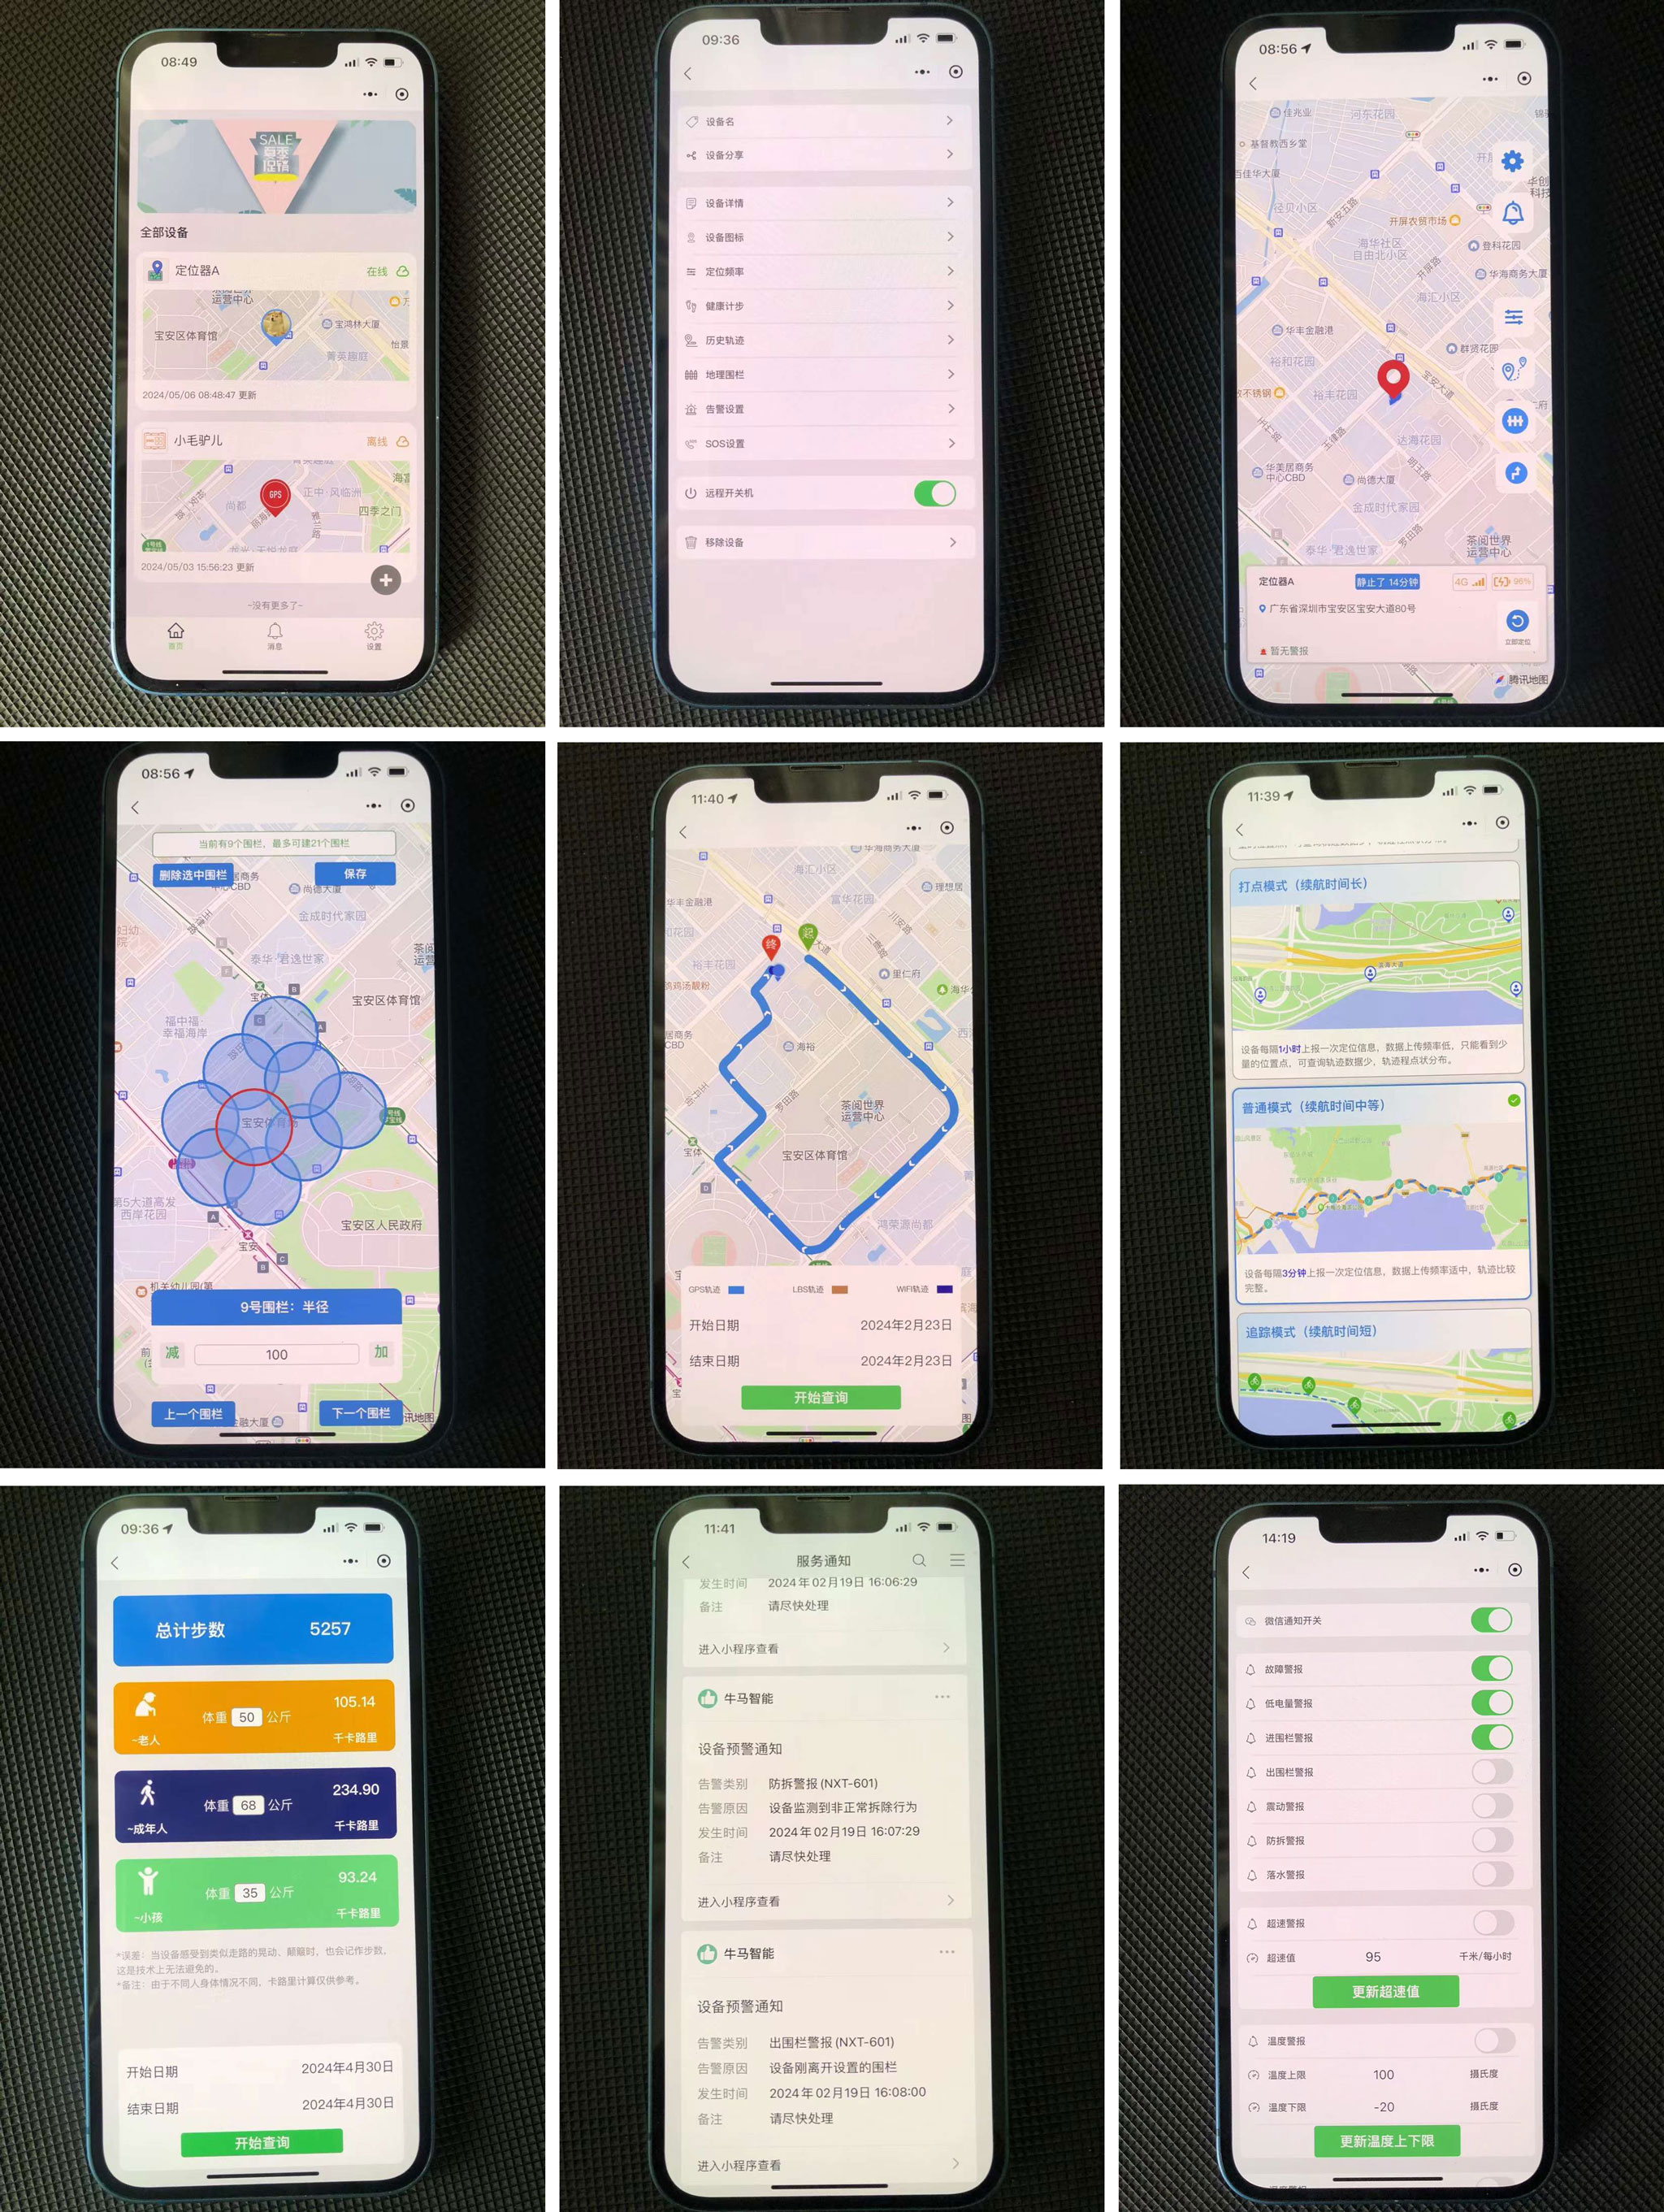 08:49
SALE
夏季
促销
全部设备
定位器A 在线
运营中心
宝安区体育馆
宝鸿林大厦
菁英趣庭
怡景
2024/05/06 08:48:47 更新
小毛驴儿 离线
GPS
尚都
正中·风临洲
四季之门
2024/05/03 15:56:23 更新
~没有更多了~
首页 消息 设置
09:36
设备名
设备分享
设备详情
设备图标
定位频率
健康计步
历史轨迹
地理围栏
告警设置
SOS设置
远程开关机
移除设备
08:56
佳兆业
河东花园
基督教西乡堂
百佳华大厦
径贝小区
新安五路
开屏农贸市场
海华社区
自由北小区
登科花园
开屏路
华海商务大厦
海汇小区
华丰金融港
裕和花园
群贤花园
裕丰花园
宝安大道
达海花园
华美居商务
中心CBD
尚德大厦
金成时代家园
泰华·君逸世家
罗田路
茶阅世界
运营中心
定位器A 静止了 14分钟 4G 96%
广东省深圳市宝安区宝安大道80号
立即定位
暂无警报
腾讯地图
08:56
当前有9个围栏，最多可建21个围栏
删除选中围栏 保存
尚德大厦
金成时代家园
泰华·君逸世家
宝安区体育馆
福中福·
幸福海岸
第5大道高发
西岸花园
宝安区人民政府
宝安
9号围栏：半径
减 100 加
上一个围栏 下一个围栏
11:40
华海商务大厦
海汇小区
理想居
富华花园
华丰金融港
终 起
裕丰花园
里仁府
海裕
罗田路
茶阅世界
运营中心
宝安区体育馆
鸿荣源尚都
GPS轨迹 LBS轨迹 WIFI轨迹
开始日期 2024年2月23日
结束日期 2024年2月23日
开始查询
11:39
打点模式（续航时间长）
滨海大道
设备每隔1小时上报一次定位信息，数据上传频率低，只能看到少
量的位置点，可查询轨迹数据少，轨迹程点状分布。
普通模式（续航时间中等）
设备每隔3分钟上报一次定位信息，数据上传频率适中，轨迹比较
完整。
追踪模式（续航时间短）
09:36
总计步数 5257
~老人 体重 50 公斤 105.14 千卡路里
~成年人 体重 68 公斤 234.90 千卡路里
~小孩 体重 35 公斤 93.24 千卡路里
*误差：当设备感受到类似走路的晃动、颠簸时，也会记作步数，
这是技术上无法避免的。
*备注：由于不同人身体情况不同，卡路里计算仅供参考。
开始日期 2024年4月30日
结束日期 2024年4月30日
开始查询
11:41
服务通知
发生时间 2024年02月19日 16:06:29
备注 请尽快处理
进入小程序查看
牛马智能
设备预警通知
告警类别 防拆警报(NXT-601)
告警原因 设备监测到非正常拆除行为
发生时间 2024年02月19日 16:07:29
备注 请尽快处理
进入小程序查看
牛马智能
设备预警通知
告警类别 出围栏警报(NXT-601)
告警原因 设备刚离开设置的围栏
发生时间 2024年02月19日 16:08:00
备注 请尽快处理
进入小程序查看
14:19
微信通知开关
故障警报
低电量警报
进围栏警报
出围栏警报
震动警报
防拆警报
落水警报
超速警报
超速值 95 千米/每小时
更新超速值
温度警报
温度上限 100 摄氏度
温度下限 -20 摄氏度
更新温度上下限